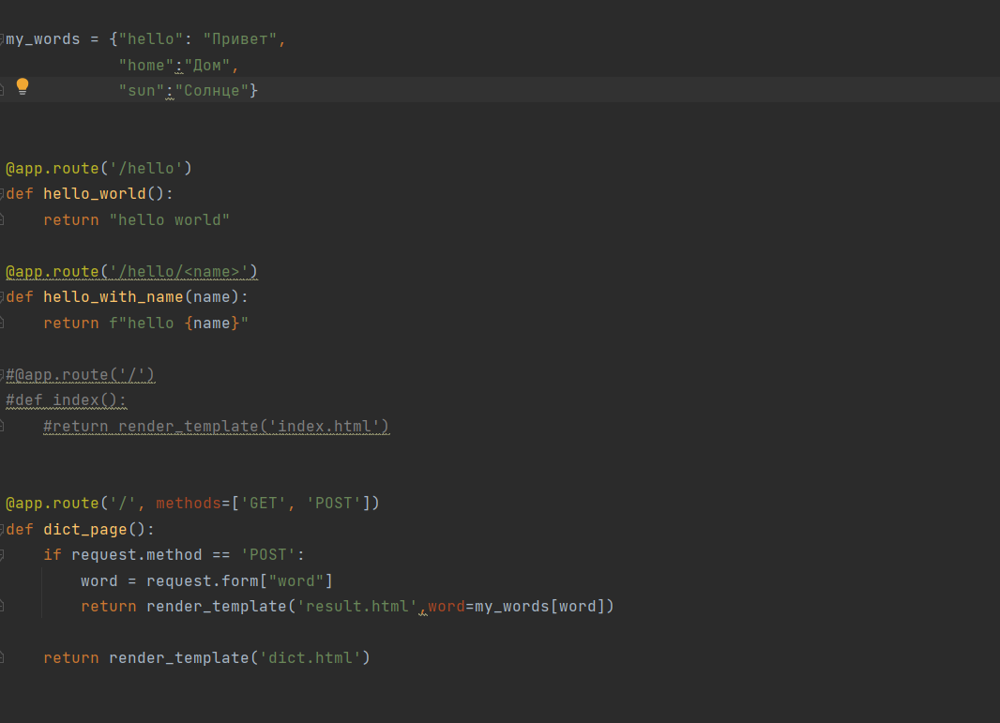 my_words = {"hello": "Привет",
            "home":"Дом",
            "sun":"Солнце"}
@app.route('/hello')
def hello_world():
    return "hello world"
@app.route('/hello/<name>')
def hello_with_name(name):
    return f"hello {name}"
#@app.route('/')
#def index():
    #return render_template('index.html')
@app.route('/', methods=['GET', 'POST'])
def dict_page():
    if request.method == 'POST':
        word = request.form["word"]
        return render_template('result.html',word=my_words[word])
    return render_template('dict.html')